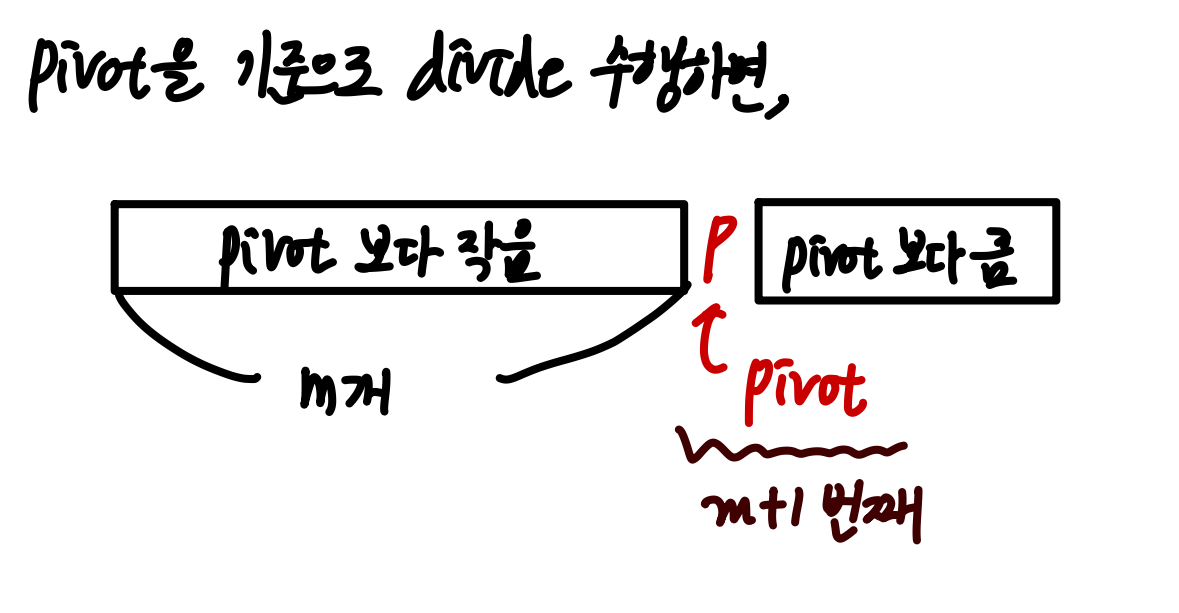 pivot을 기준으로 divide 수행하면,
pivot 보다 작음
P
pivot 보다 큼
m개
pivot
m+1 번째